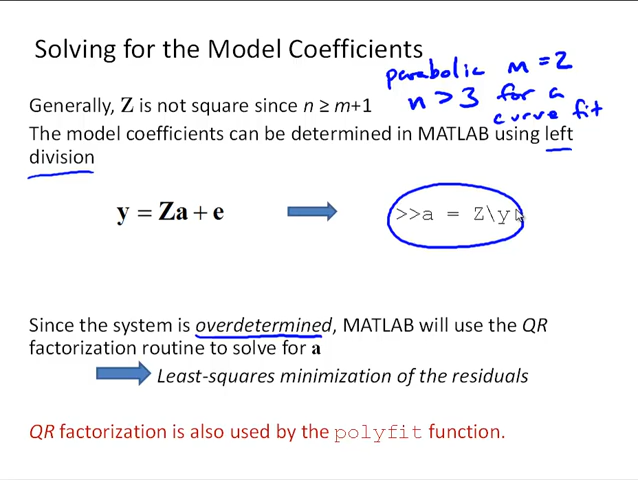 Solving for the Model Coefficients
parabolic m = 2
n > 3 for a
curve fit
Generally, Z is not square since n ≥ m+1
The model coefficients can be determined in MATLAB using left
division
y = Za + e
>>a = Z\y
Since the system is overdetermined, MATLAB will use the QR
factorization routine to solve for a
Least-squares minimization of the residuals
QR factorization is also used by the polyfit function.